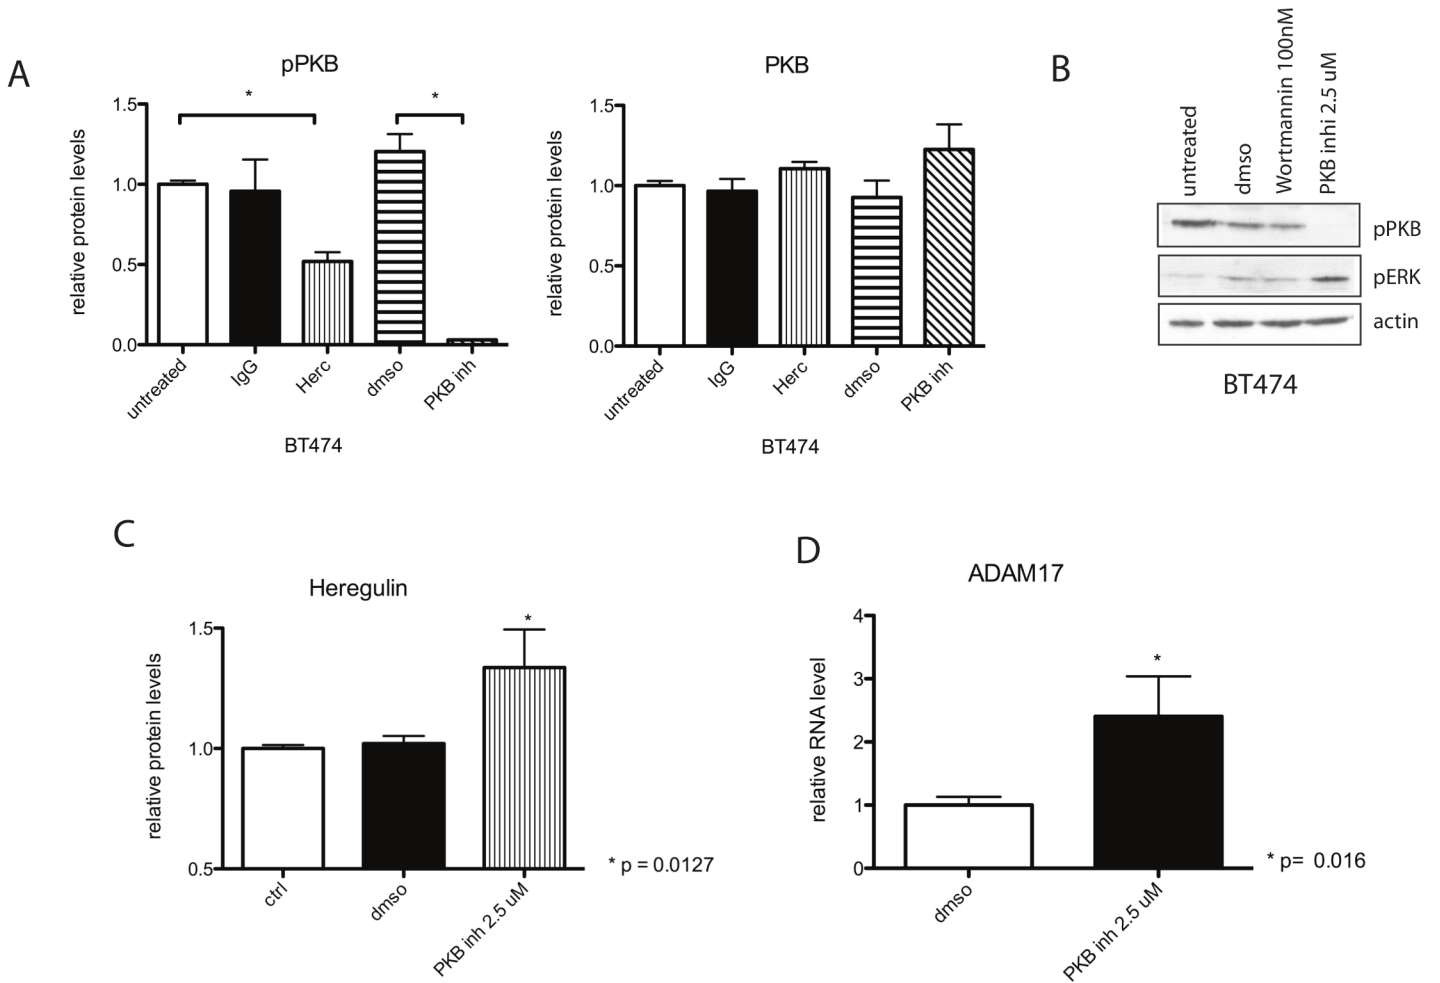 A
pPKB
*
*
relative protein levels
1.5
1.0
0.5
0.0
untreated
IgG
Herc
dmso
PKB inh
BT474
PKB
relative protein levels
1.5
1.0
0.5
0.0
untreated
IgG
Herc
dmso
PKB inh
BT474
B
untreated
dmso
Wortmannin 100nM
PKB inhi 2.5 uM
pPKB
pERK
actin
BT474
C
Heregulin
relative protein levels
1.5
1.0
0.5
*
ctrl
dmso
PKB inh 2.5 uM
* p = 0.0127
D
ADAM17
relative RNA level
4
3
2
1
0
*
dmso
PKB inh 2.5 uM
* p= 0.016